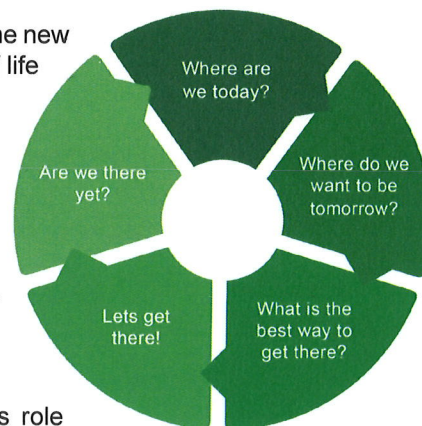 ne new
life
Where are
we today?
Where do we
want to be
tomorrow?
What is the
best way to
get there?
Lets get
there!
Are we there
yet?
s role